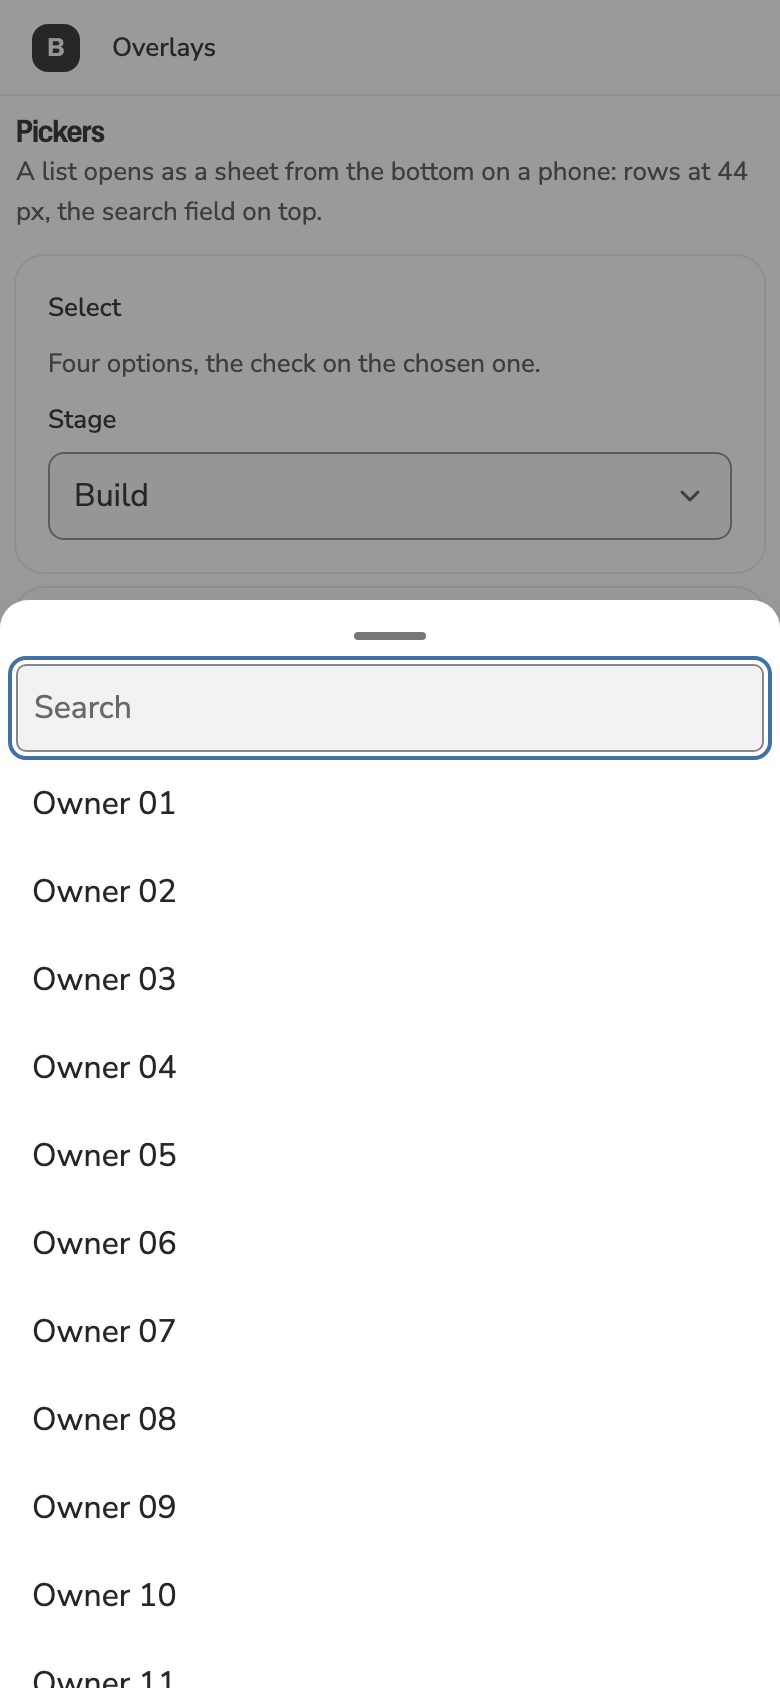 B Overlays
Pickers
A list opens as a sheet from the bottom on a phone: rows at 44
px, the search field on top.
Select
Four options, the check on the chosen one.
Stage
Build
Search
Owner 01
Owner 02
Owner 03
Owner 04
Owner 05
Owner 06
Owner 07
Owner 08
Owner 09
Owner 10
Owner 11